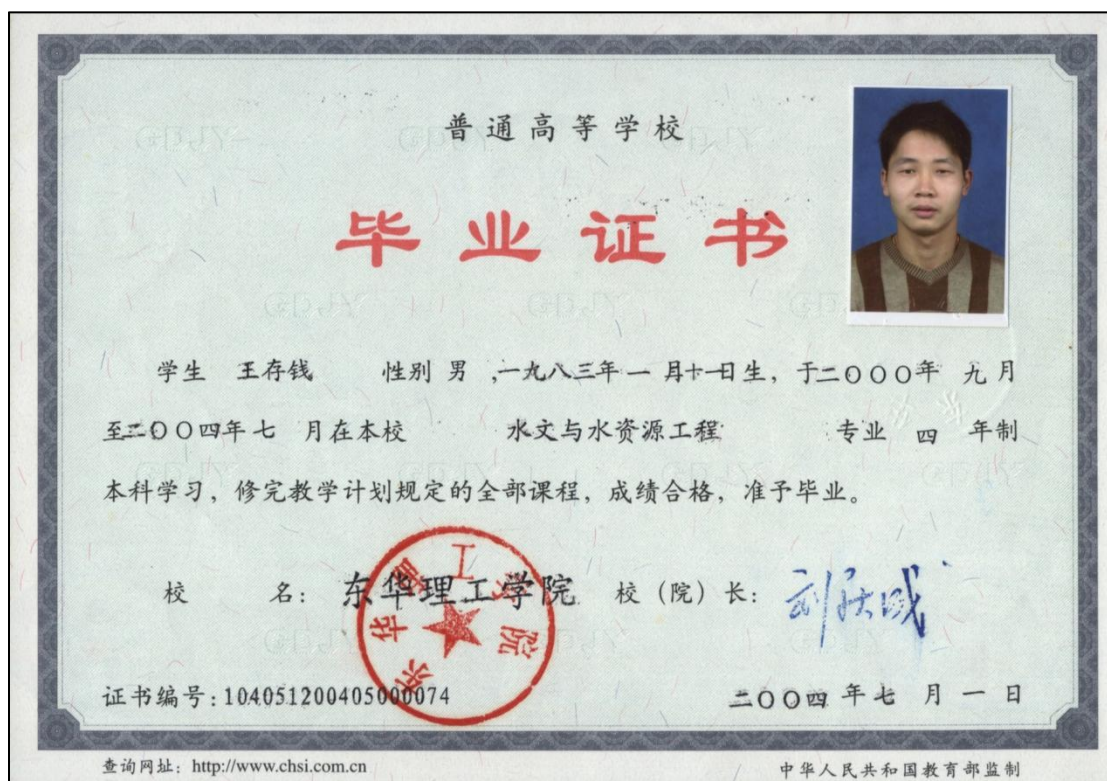 普通高等学校
毕业证书
学生 王存钱 性别 男 ,一九八三年一月十一日生, 于二〇〇〇年 九月
至二〇〇四年七 月在本校 水文与水资源工程 专业 四 年制
本科学习, 修完教学计划规定的全部课程, 成绩合格, 准予毕业。
校 名: 东华理工学院 校(院)长:
东华理工学院
证书编号:104051200405000074 二〇〇四年七月一日
查询网址: http://www.chsi.com.cn 中华人民共和国教育部监制